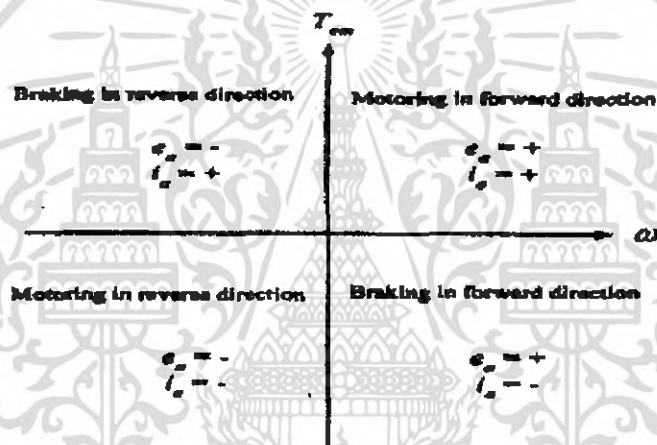 T_em
Braking in reverse direction
Motoring in forward direction
e_a = -
i_a = +
e_a = +
i_a = +
ω
Motoring in reverse direction
Braking in forward direction
e_a = -
i_a = -
e_a = +
i_a = -